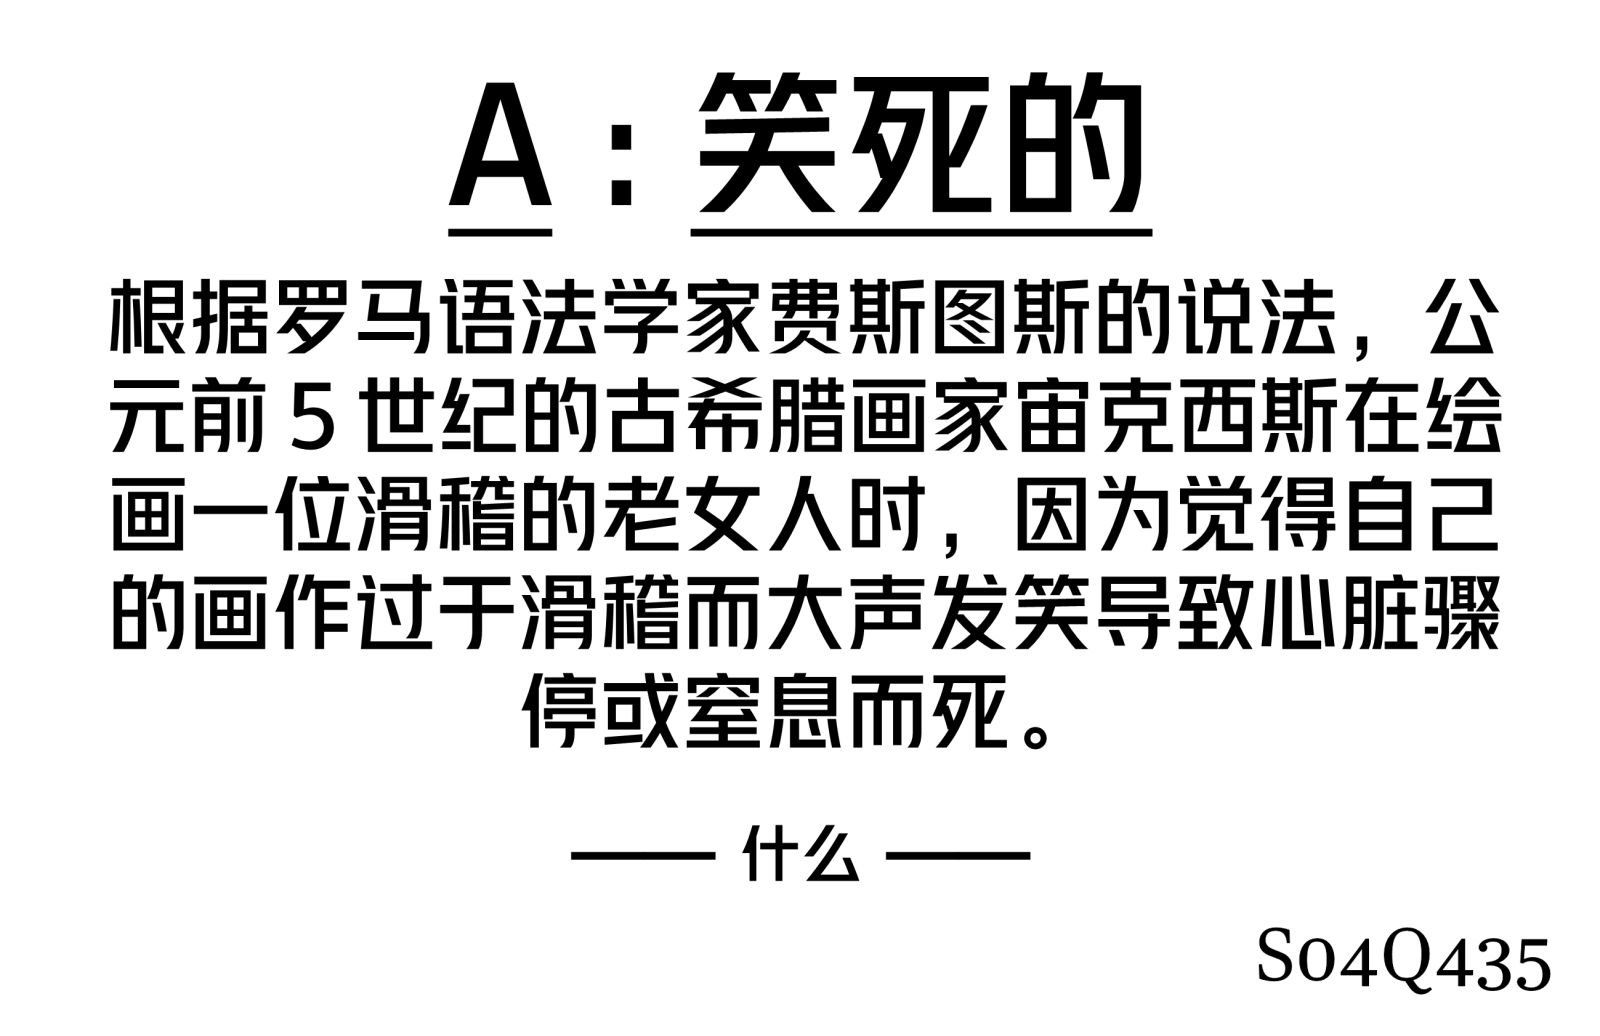 A：笑死的
根据罗马语法学家费斯图斯的说法，公
元前5世纪的古希腊画家宙克西斯在绘
画一位滑稽的老女人时，因为觉得自己
的画作过于滑稽而大声发笑导致心脏骤
停或窒息而死。
—— 什么 ——
S04Q435